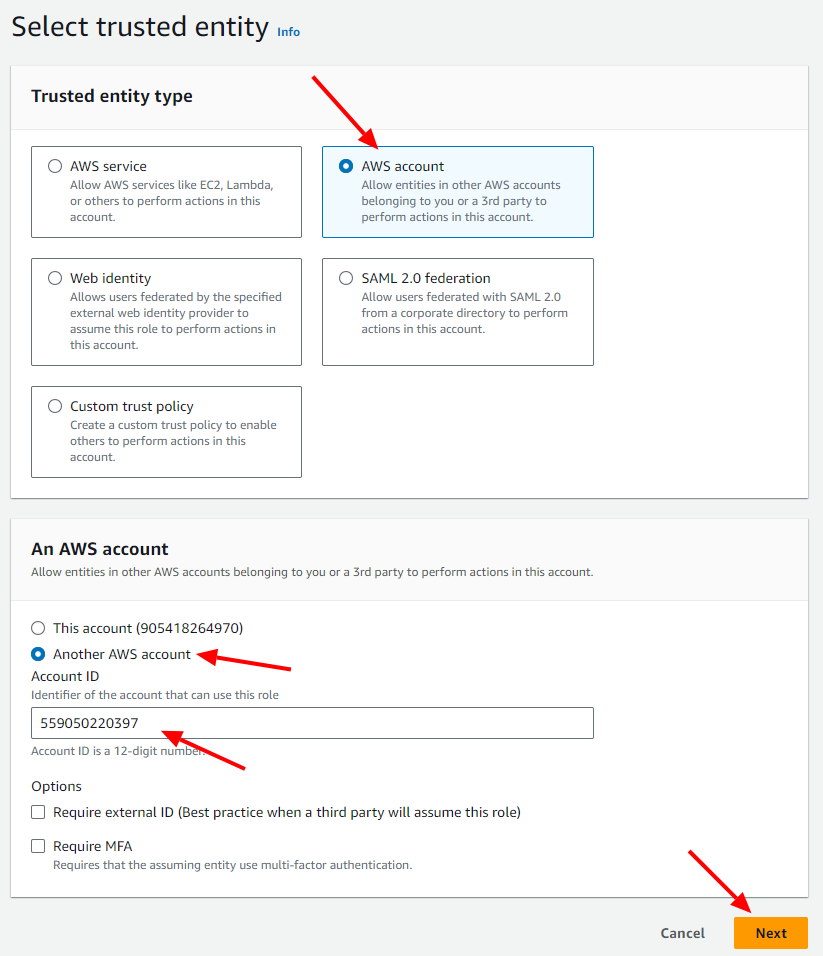 Select trusted entity Info
Trusted entity type
AWS service
Allow AWS services like EC2, Lambda,
or others to perform actions in this
account.
AWS account
Allow entities in other AWS accounts
belonging to you or a 3rd party to
perform actions in this account.
Web identity
Allows users federated by the specified
external web identity provider to
assume this role to perform actions in
this account.
SAML 2.0 federation
Allow users federated with SAML 2.0
from a corporate directory to perform
actions in this account.
Custom trust policy
Create a custom trust policy to enable
others to perform actions in this
account.
An AWS account
Allow entities in other AWS accounts belonging to you or a 3rd party to perform actions in this account.
This account (905418264970)
Another AWS account
Account ID
Identifier of the account that can use this role
559050220397
Account ID is a 12-digit number.
Options
Require external ID (Best practice when a third party will assume this role)
Require MFA
Requires that the assuming entity use multi-factor authentication.
Cancel
Next